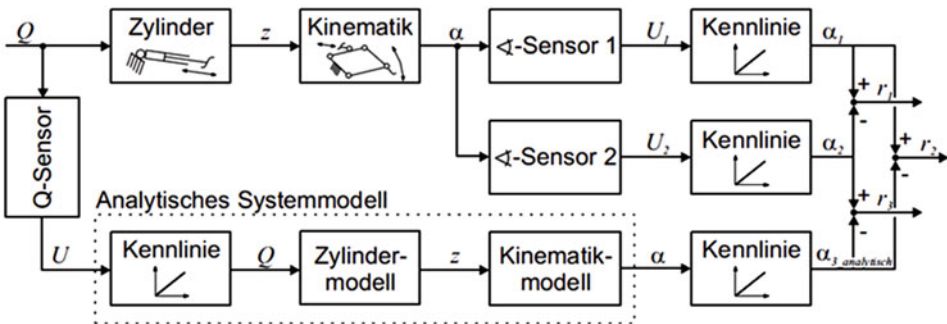 Q
Zylinder
z
Kinematik
α
∢-Sensor 1
U1
Kennlinie
α1
+
r1
-
Q-Sensor
∢-Sensor 2
U2
Kennlinie
α2
+
r2
-
+
r3
-
Analytisches Systemmodell
U
Kennlinie
Q
Zylinder-
modell
z
Kinematik-
modell
α
Kennlinie
α3_analytisch